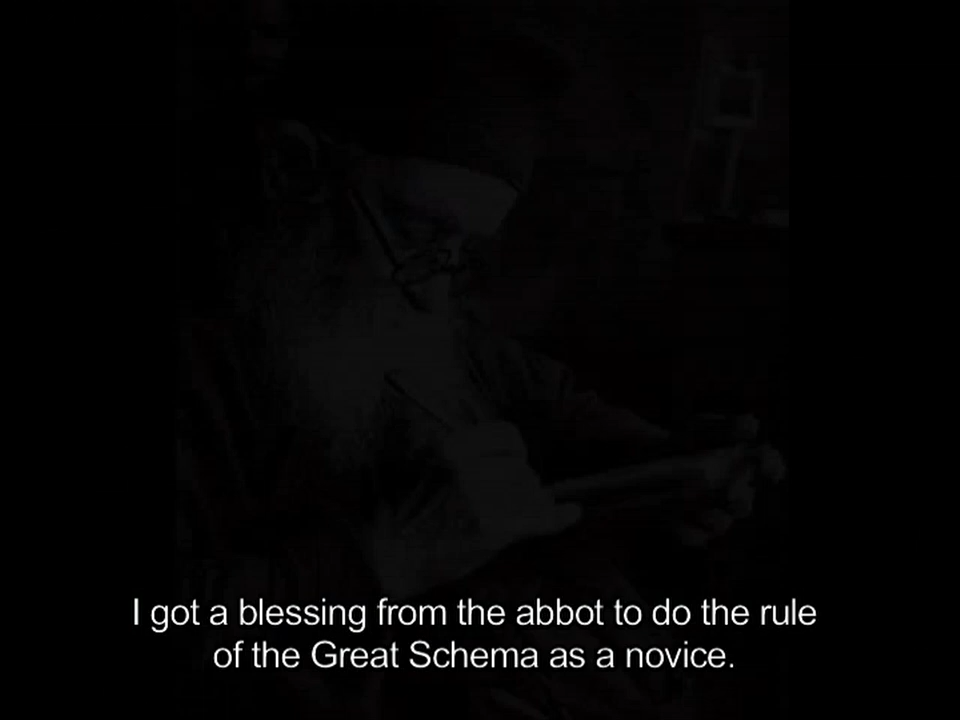 I got a blessing from the abbot to do the rule
of the Great Schema as a novice.